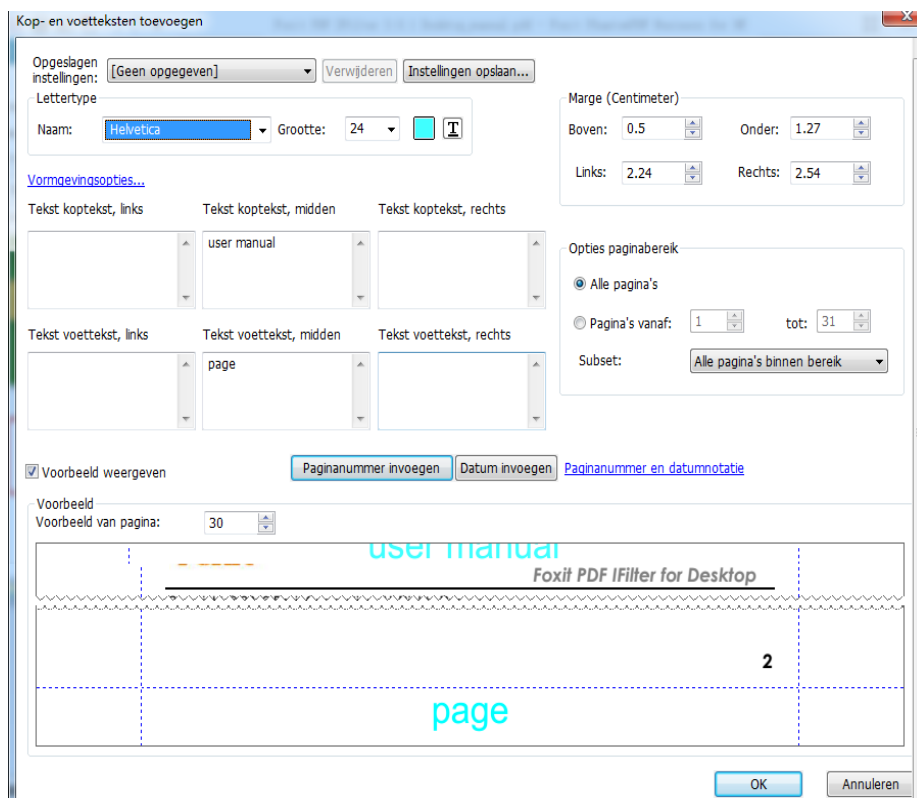 Kop- en voetteksten toevoegen
Opgeslagen
instellingen: [Geen opgegeven] Verwijderen Instellingen opslaan...
Lettertype
Naam: Helvetica Grootte: 24 T
Marge (Centimeter)
Boven: 0.5 Onder: 1.27
Links: 2.24 Rechts: 2.54
Vormgevingsopties...
Tekst koptekst, links Tekst koptekst, midden Tekst koptekst, rechts
user manual
Opties paginabereik
Alle pagina's
Pagina's vanaf: 1 tot: 31
Subset: Alle pagina's binnen bereik
Tekst voettekst, links Tekst voettekst, midden Tekst voettekst, rechts
page
Voorbeeld weergeven Paginanummer invoegen Datum invoegen Paginanummer en datumnotatie
Voorbeeld
Voorbeeld van pagina: 30
user manual
Foxit PDF IFilter for Desktop
2
page
OK Annuleren